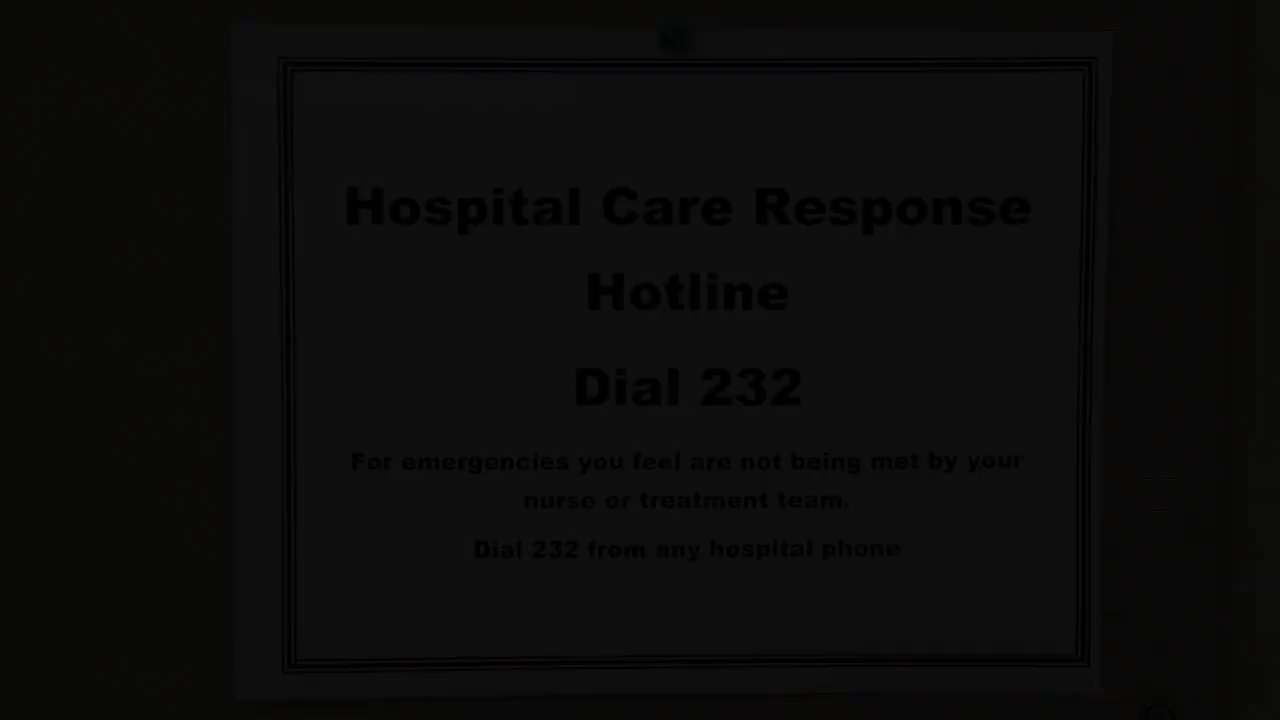 Hospital Care Response
Hotline
Dial 232
For emergencies you feel are not being met by your
nurse or treatment team.
Dial 232 from any hospital phone